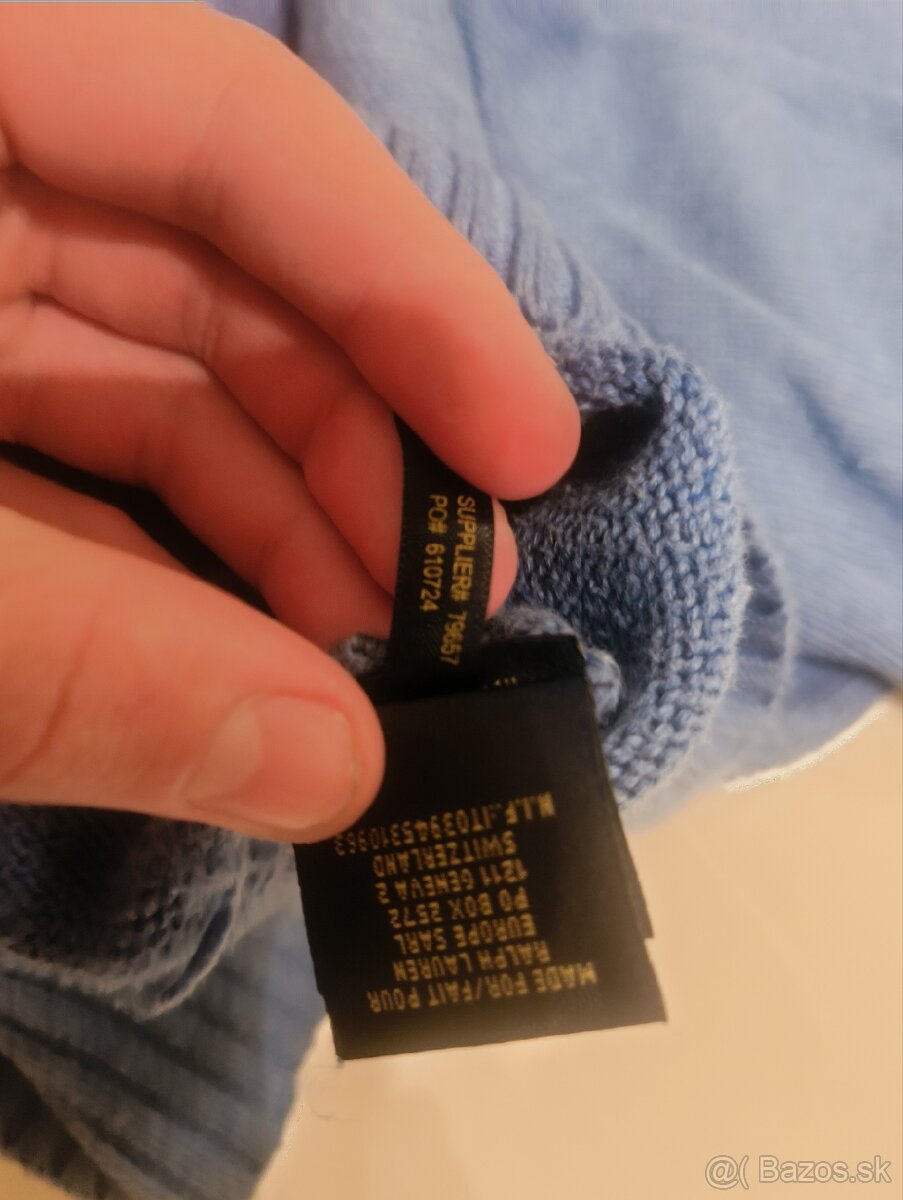 SUPPLIER# T9657
PO# 610724
MADE FOR/FAIT POUR
RALPH LAUREN
EUROPE SARL
PO BOX 2572
1211 GENEVA 2
SWITZERLAND
N.I.F.:IT03945310963
@( Bazos.sk